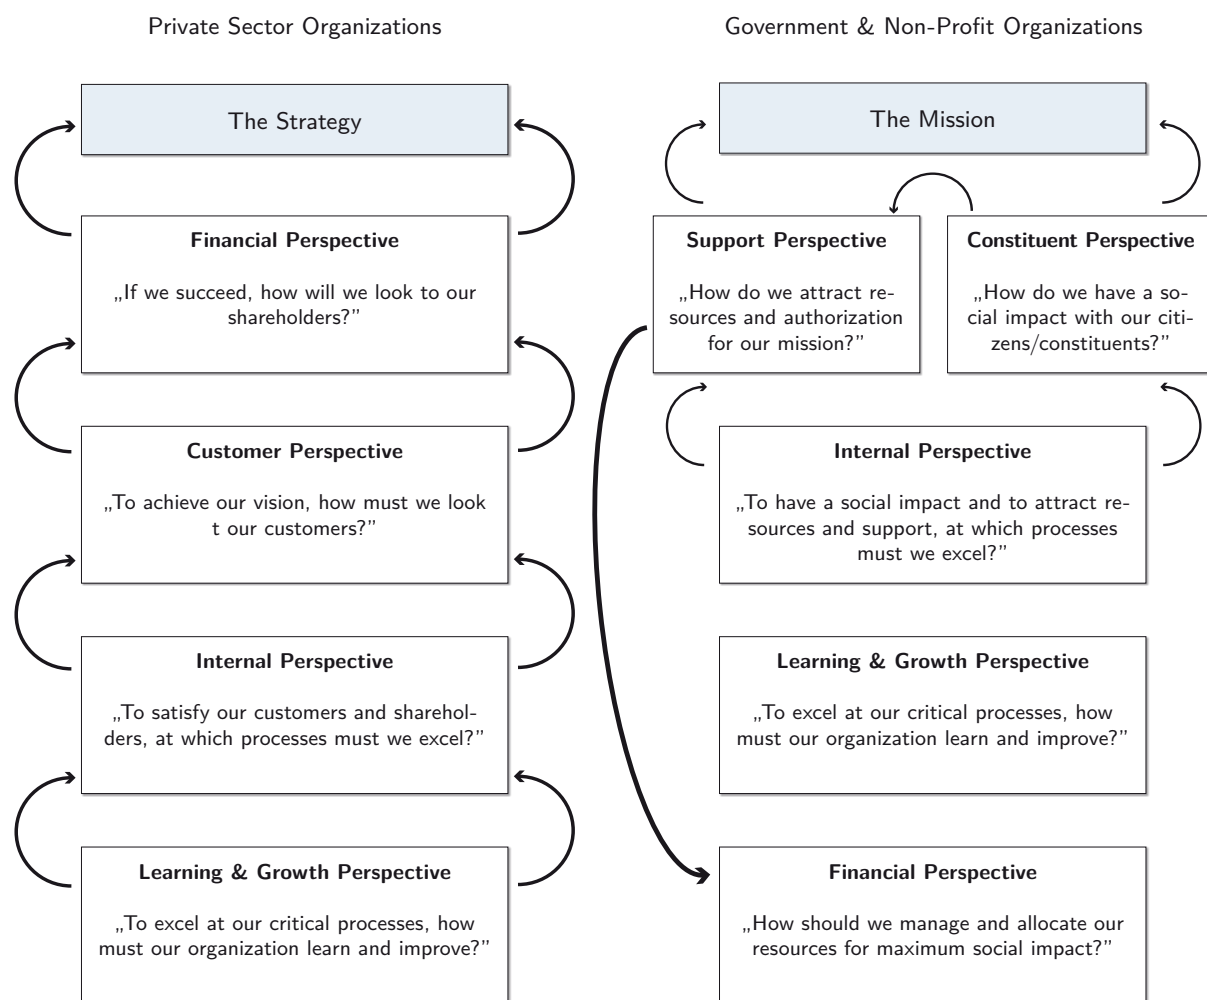 Private Sector Organizations
The Strategy
Financial Perspective
„If we succeed, how will we look to our
shareholders?”
Customer Perspective
„To achieve our vision, how must we look
t our customers?”
Internal Perspective
„To satisfy our customers and sharehol-
ders, at which processes must we excel?”
Learning & Growth Perspective
„To excel at our critical processes, how
must our organization learn and improve?”
Government & Non-Profit Organizations
The Mission
Support Perspective
„How do we attract re-
sources and authorization
for our mission?”
Constituent Perspective
„How do we have a so-
cial impact with our citi-
zens/constituents?”
Internal Perspective
„To have a social impact and to attract re-
sources and support, at which processes
must we excel?”
Learning & Growth Perspective
„To excel at our critical processes, how
must our organization learn and improve?”
Financial Perspective
„How should we manage and allocate our
resources for maximum social impact?”